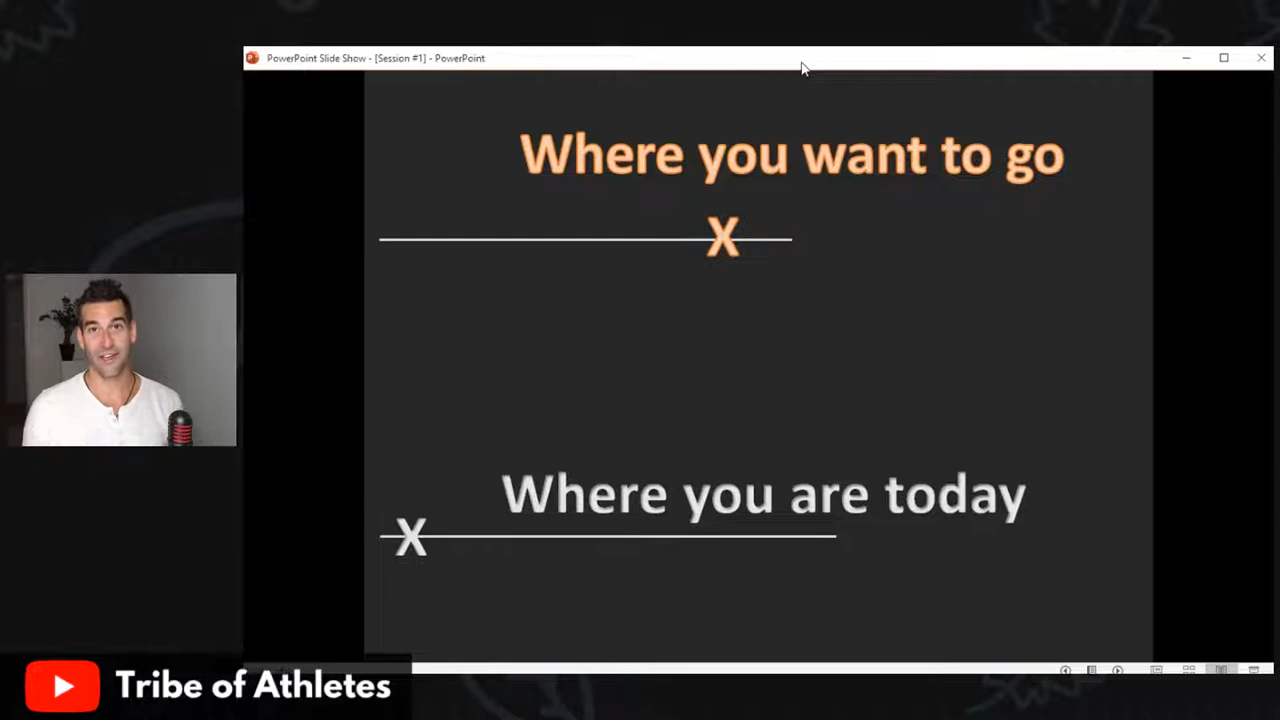 PowerPoint Slide Show - [Session #1] - PowerPoint
Where you want to go
X
Where you are today
X
Tribe of Athletes